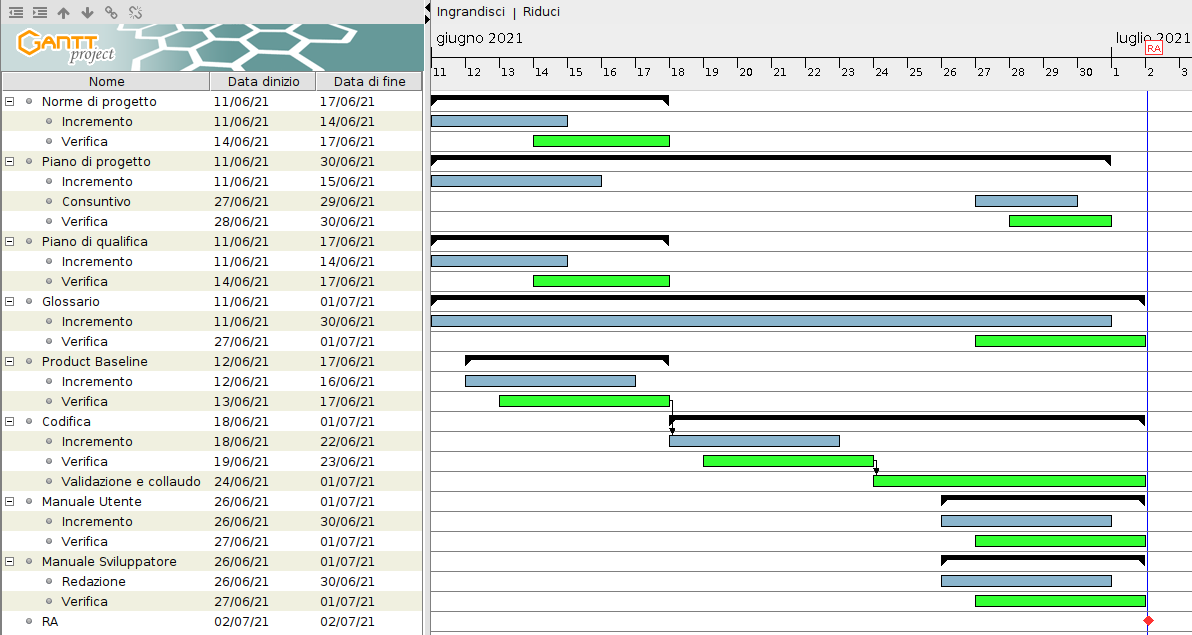 Ingrandisci | Riduci
GANTT project
giugno 2021 luglio 2021
RA
Nome Data dinizio Data di fine
11 12 13 14 15 16 17 18 19 20 21 22 23 24 25 26 27 28 29 30 1 2 3
Norme di progetto 11/06/21 17/06/21
Incremento 11/06/21 14/06/21
Verifica 14/06/21 17/06/21
Piano di progetto 11/06/21 30/06/21
Incremento 11/06/21 15/06/21
Consuntivo 27/06/21 29/06/21
Verifica 28/06/21 30/06/21
Piano di qualifica 11/06/21 17/06/21
Incremento 11/06/21 14/06/21
Verifica 14/06/21 17/06/21
Glossario 11/06/21 01/07/21
Incremento 11/06/21 30/06/21
Verifica 27/06/21 01/07/21
Product Baseline 12/06/21 17/06/21
Incremento 12/06/21 16/06/21
Verifica 13/06/21 17/06/21
Codifica 18/06/21 01/07/21
Incremento 18/06/21 22/06/21
Verifica 19/06/21 23/06/21
Validazione e collaudo 24/06/21 01/07/21
Manuale Utente 26/06/21 01/07/21
Incremento 26/06/21 30/06/21
Verifica 27/06/21 01/07/21
Manuale Sviluppatore 26/06/21 01/07/21
Redazione 26/06/21 30/06/21
Verifica 27/06/21 01/07/21
RA 02/07/21 02/07/21